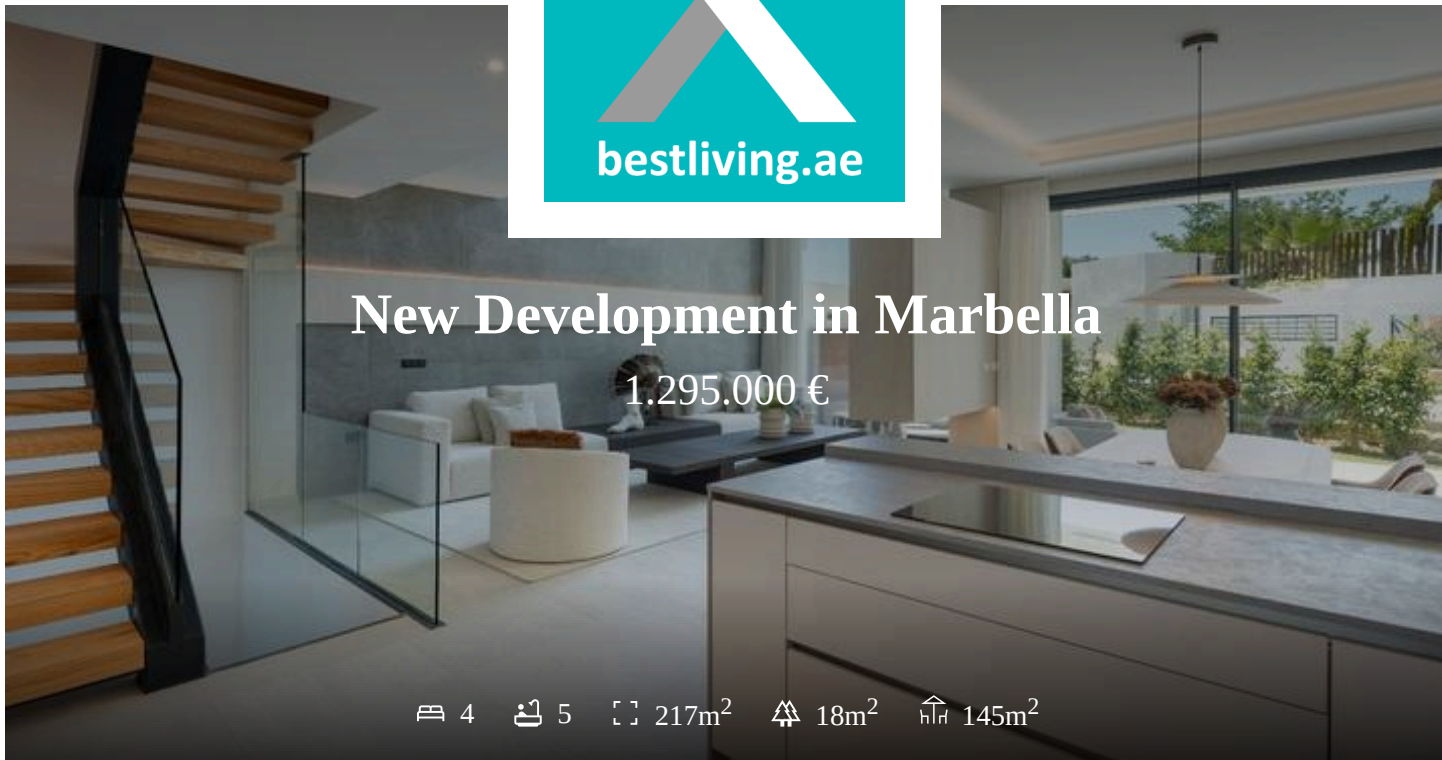 bestliving.ae
New Development in Marbella
1.295.000 €
4 5 217m² 18m² 145m²